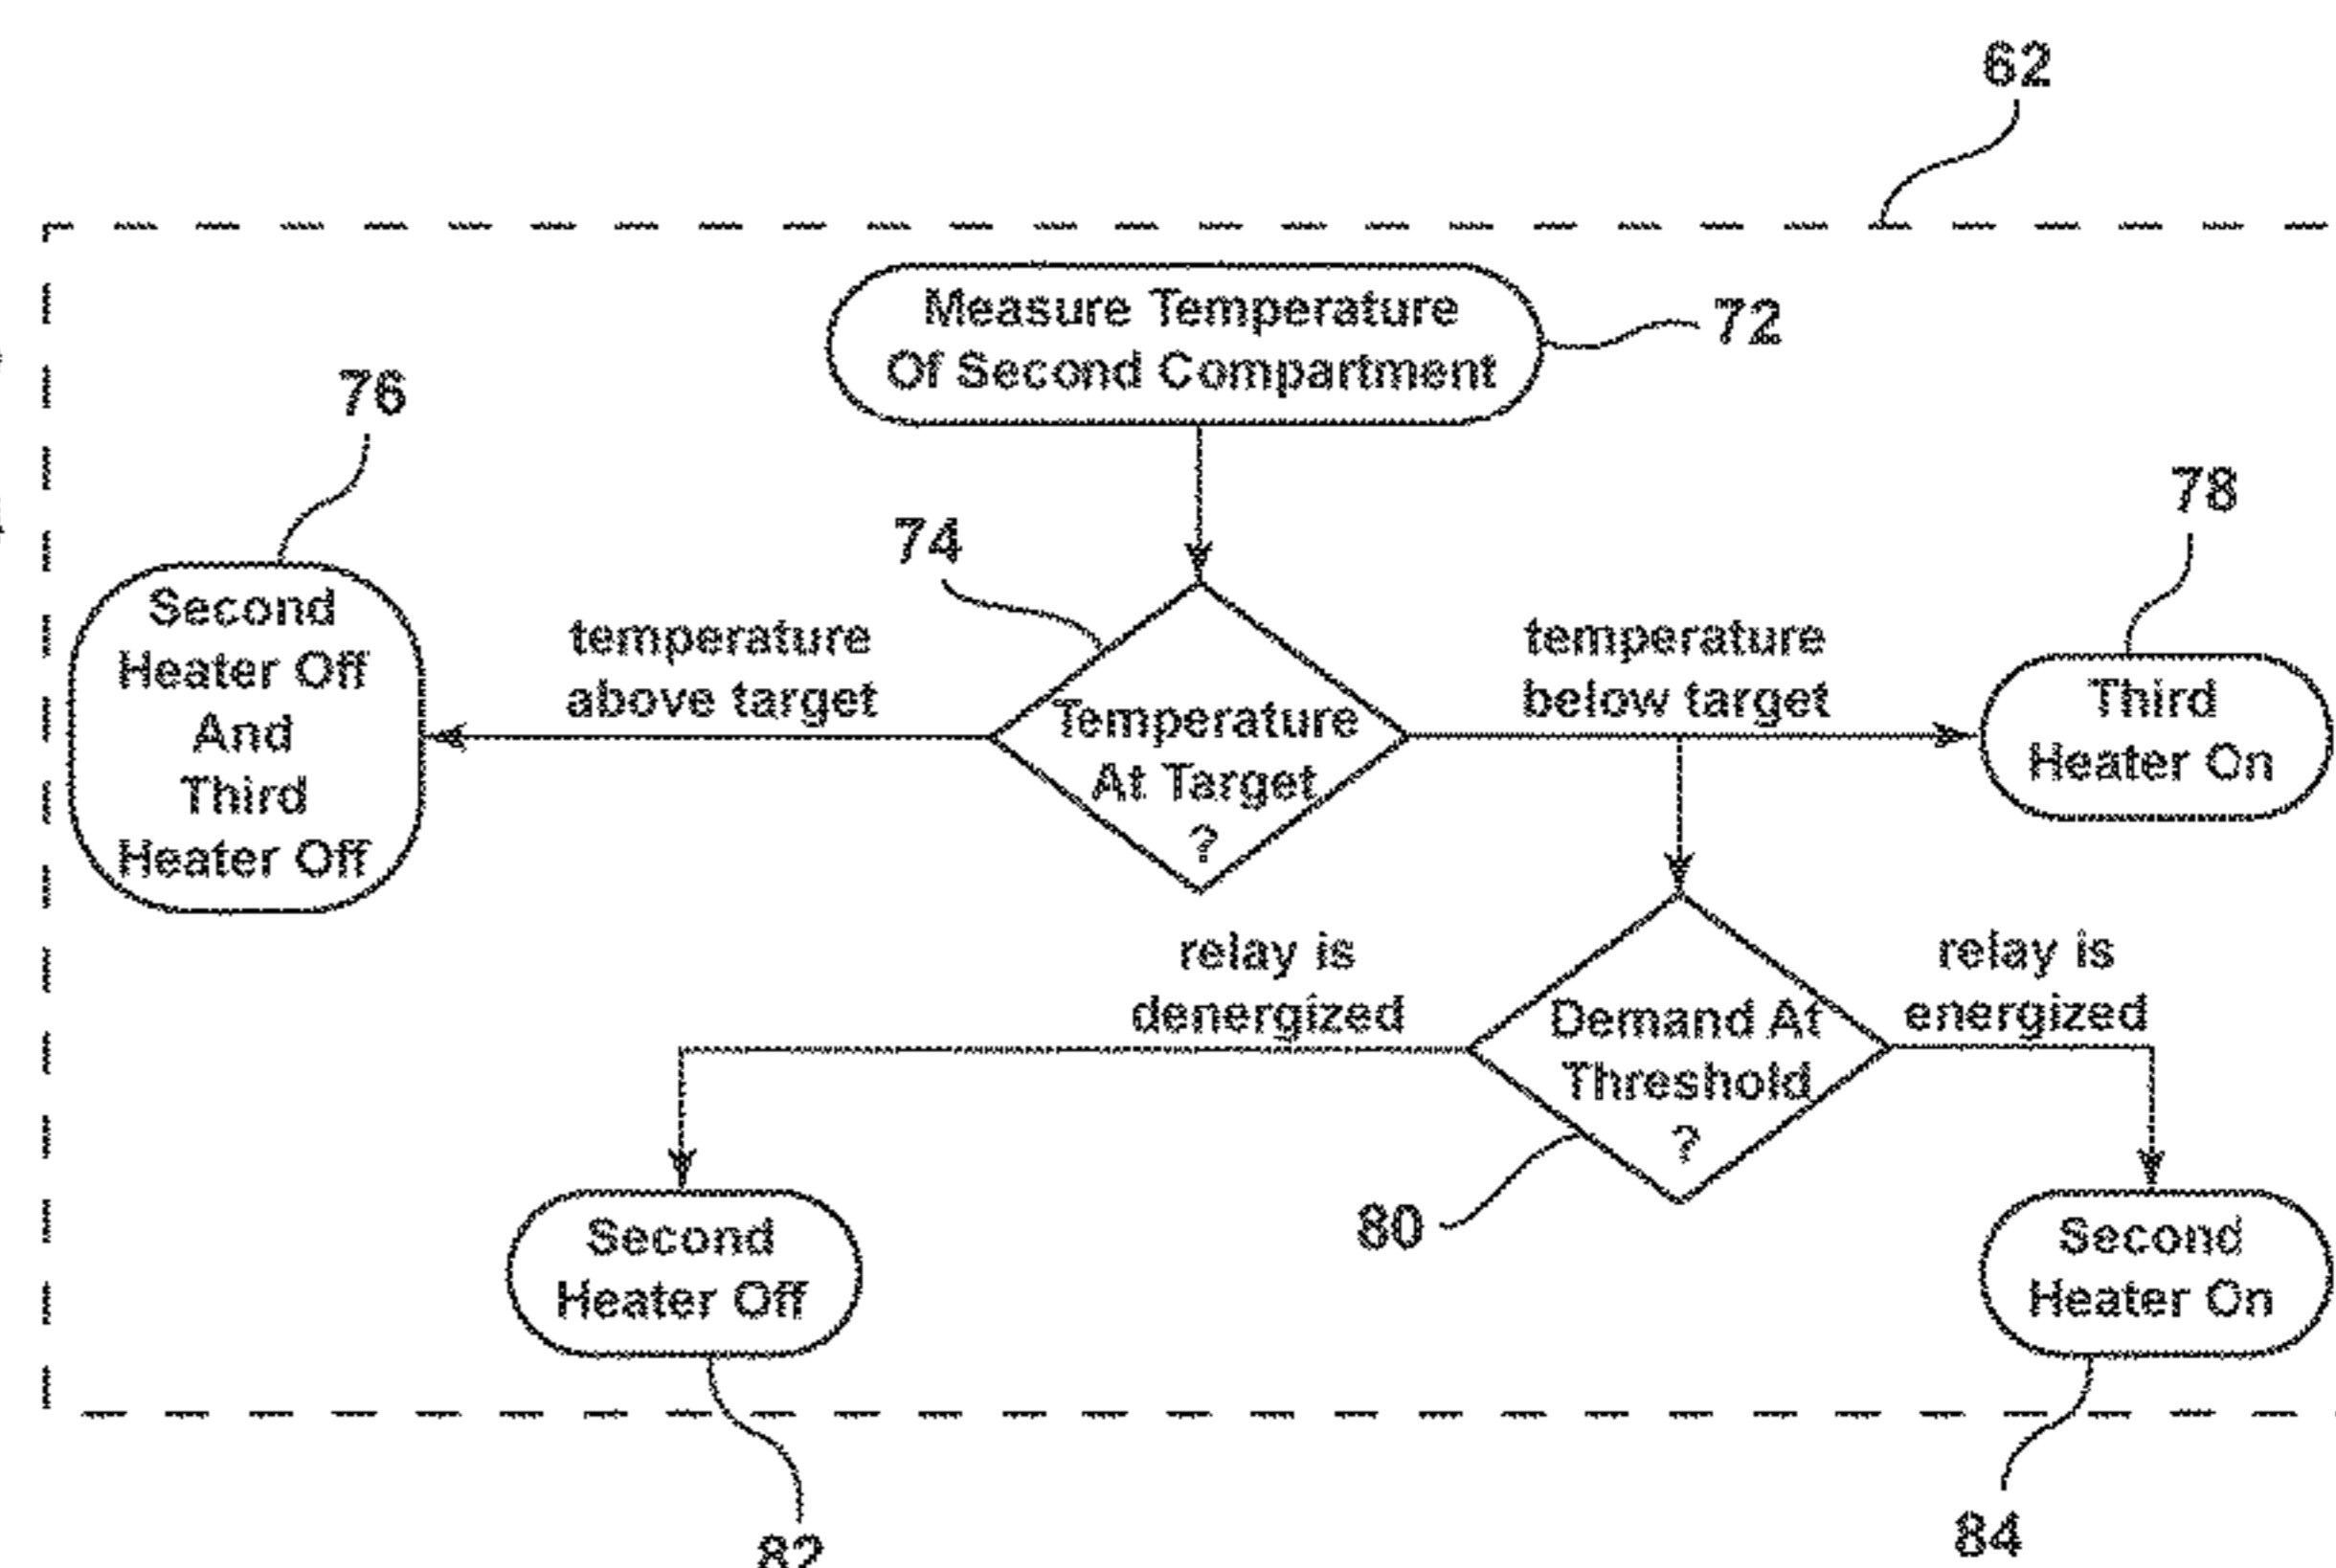 62
Measure Temperature
Of Second Compartment
72
76
78
74
Second
Heater Off
And
Third
Heater Off
temperature
above target
Temperature
At Target
?
temperature
below target
Third
Heater On
relay is
denergized
Demand At
Threshold
?
relay is
energized
80
Second
Heater Off
Second
Heater On
82
84